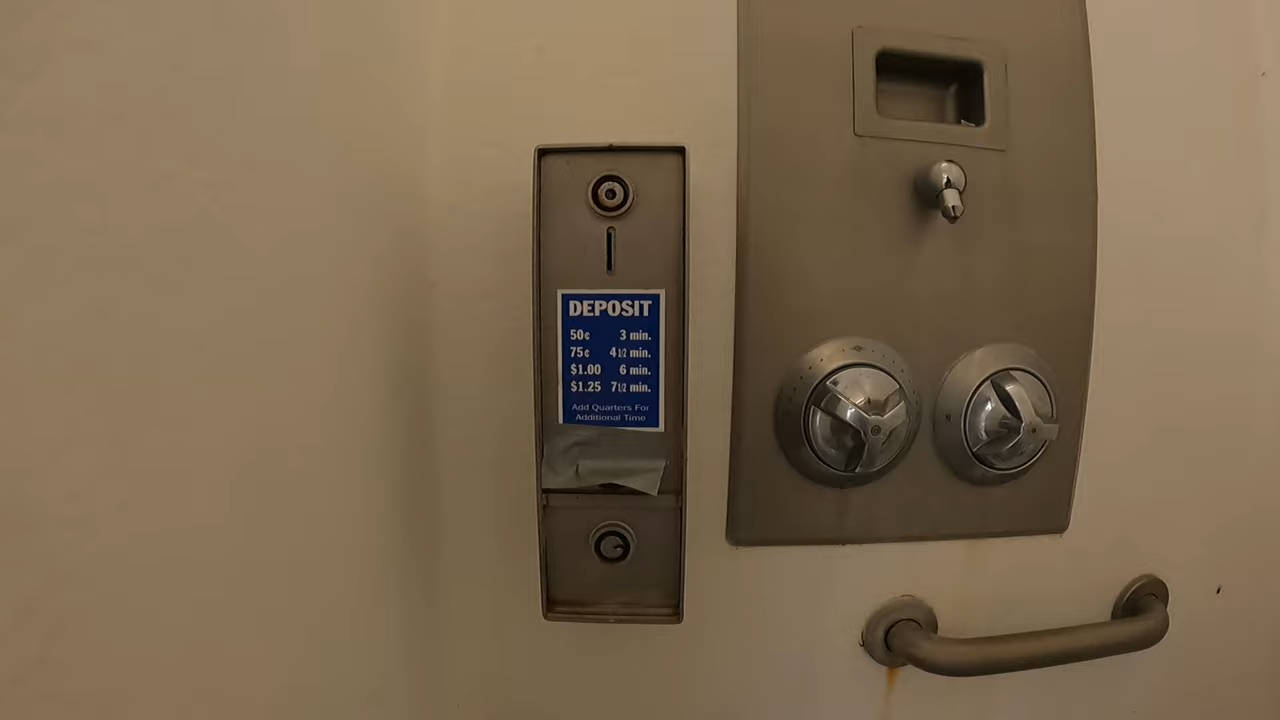 DEPOSIT
50¢ 3 min.
75¢ 4 1/2 min.
$1.00 6 min.
$1.25 7 1/2 min.
Add Quarters For
Additional Time